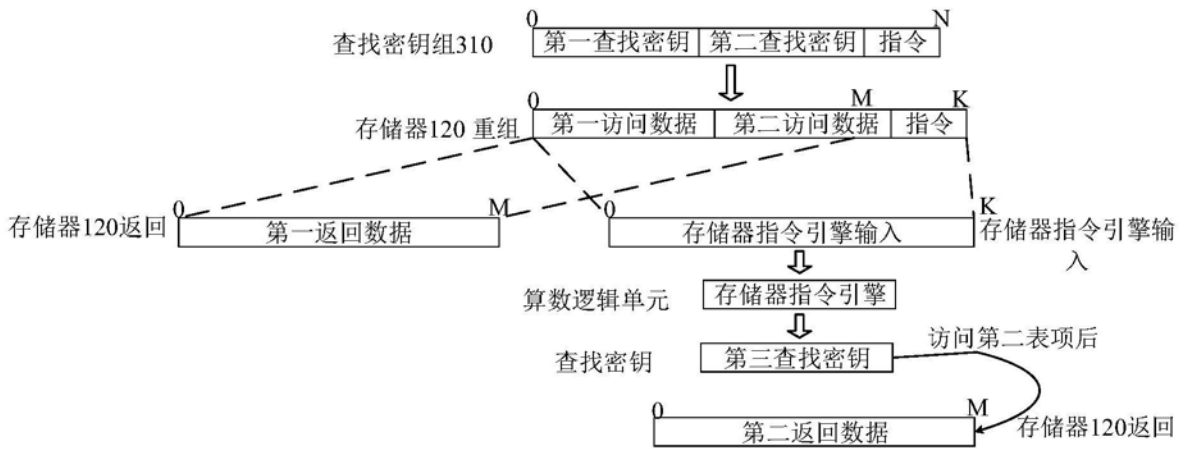 0 N
查找密钥组310 第一查找密钥 第二查找密钥 指令
0 M K
存储器120 重组 第一访问数据 第二访问数据 指令
0 M 0 K
存储器120返回 第一返回数据 存储器指令引擎输入 存储器指令引擎输
入
算数逻辑单元 存储器指令引擎
访问第二表项后
查找密钥 第三查找密钥
0 M
第二返回数据 存储器120返回